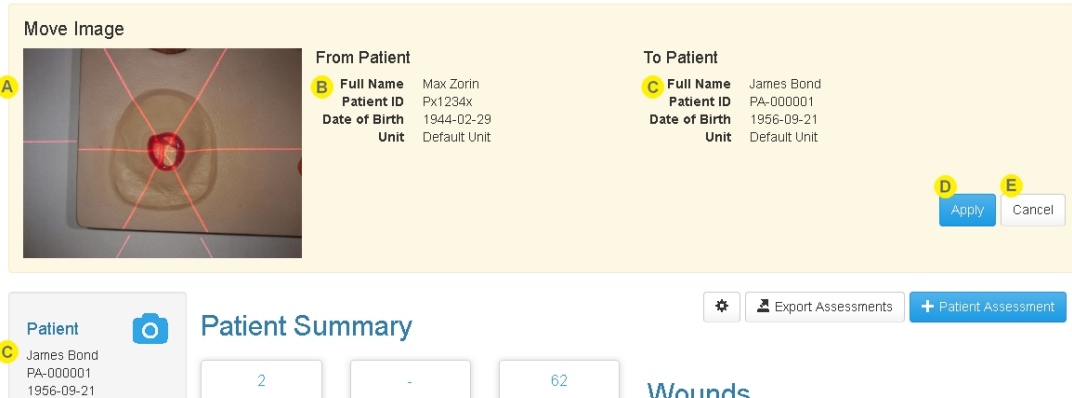 Move Image
A
From Patient
B Full Name Max Zorin
Patient ID Px1234x
Date of Birth 1944-02-29
Unit Default Unit
To Patient
C Full Name James Bond
Patient ID PA-000001
Date of Birth 1956-09-21
Unit Default Unit
D E
Apply Cancel
Export Assessments + Patient Assessment
Patient
C James Bond
PA-000001
1956-09-21
Patient Summary
2 - 62
Wounds